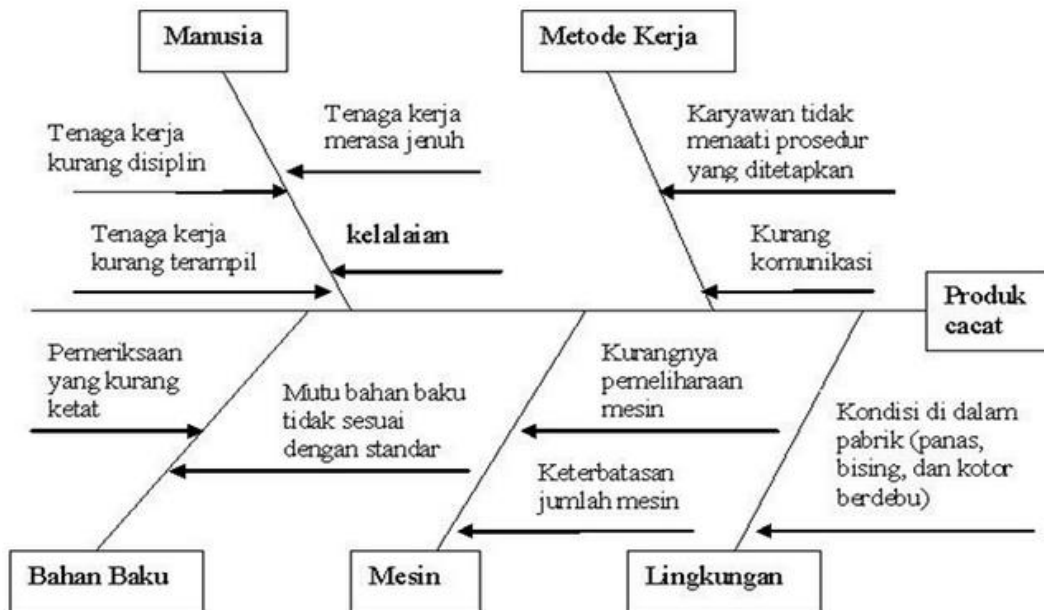 Manusia
Metode Kerja
Tenaga kerja
kurang disiplin
Tenaga kerja
merasa jenuh
Karyawan tidak
menaati prosedur
yang ditetapkan
Tenaga kerja
kurang terampil
kelalaian
Kurang
komunikasi
Produk
cacat
Pemeriksaan
yang kurang
ketat
Mutu bahan baku
tidak sesuai
dengan standar
Kurangnya
pemeliharaan
mesin
Keterbatasan
jumlah mesin
Kondisi di dalam
pabrik (panas,
bising, dan kotor
berdebu)
Bahan Baku
Mesin
Lingkungan